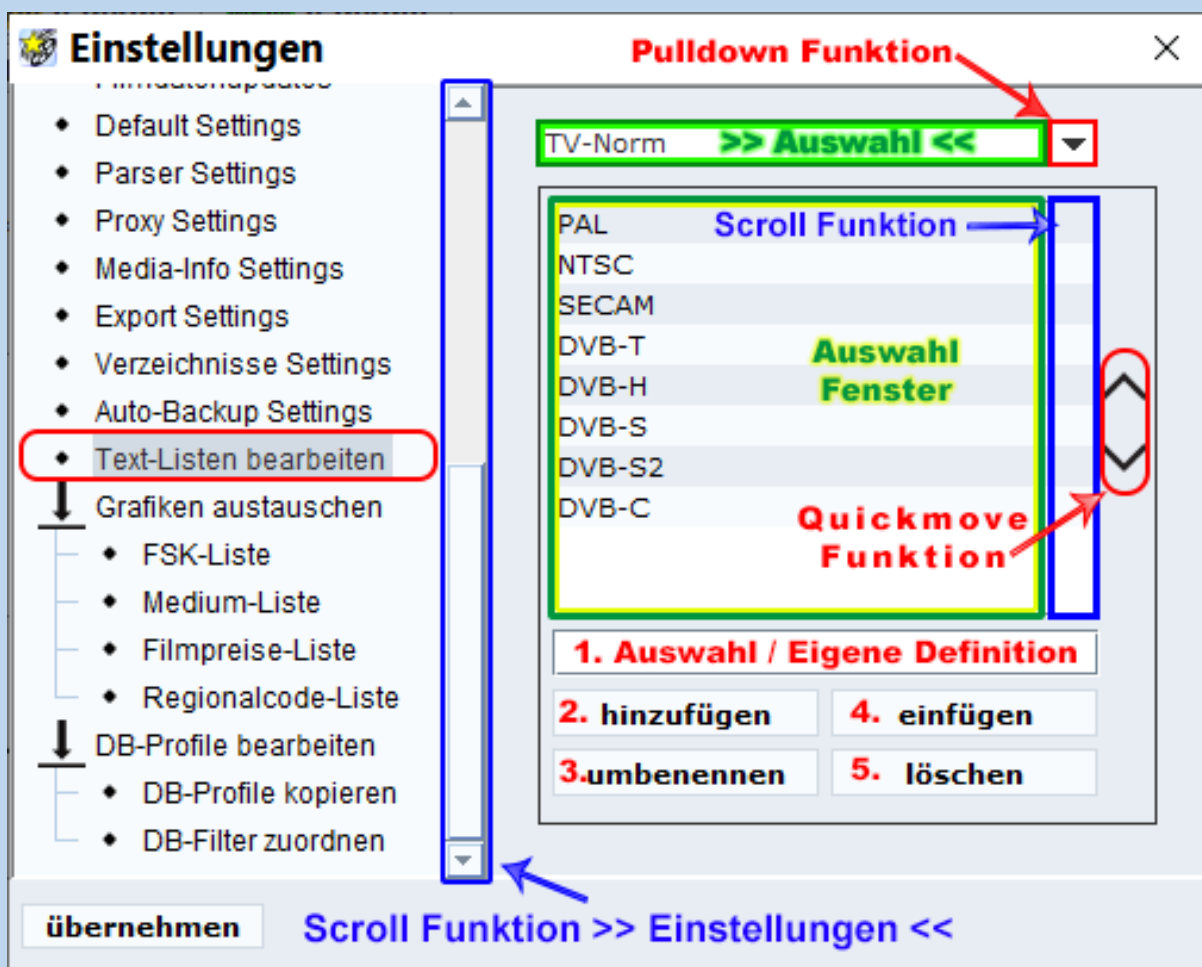 Einstellungen
Pulldown Funktion
Filmdatenupdates
Default Settings
Parser Settings
Proxy Settings
Media-Info Settings
Export Settings
Verzeichnisse Settings
Auto-Backup Settings
Text-Listen bearbeiten
Grafiken austauschen
FSK-Liste
Medium-Liste
Filmpreise-Liste
Regionalcode-Liste
DB-Profile bearbeiten
DB-Profile kopieren
DB-Filter zuordnen
TV-Norm >> Auswahl <<
PAL
Scroll Funktion
NTSC
SECAM
DVB-T
DVB-H
DVB-S
DVB-S2
DVB-C
Auswahl
Fenster
Quickmove
Funktion
1. Auswahl / Eigene Definition
2. hinzufügen
4. einfügen
3. umbenennen
5. löschen
übernehmen
Scroll Funktion >> Einstellungen <<